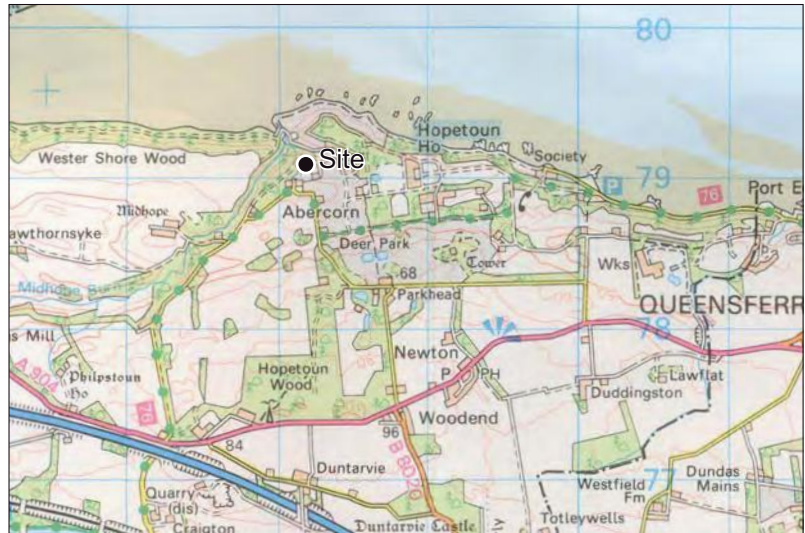 80
Hopetoun
Ho
Wester Shore Wood
Site
Society
79
P
76
Port E
Midhope
Abercorn
awthornsyke
Deer Park
Tower
Wks
68
Midhope
Parkhead
QUEENSFERR
78
s Mill
Newton
Philpstoun
Ho
A 904
Hopetoun
Wood
P
PH
Lawflat
Duddingston
76
Woodend
84
96
B 8020
Duntarvie
77
Westfield
Fm
Dundas
Mains
Quarry
(dis)
Craigton
Duntarvie Castle
ly
Totleywells